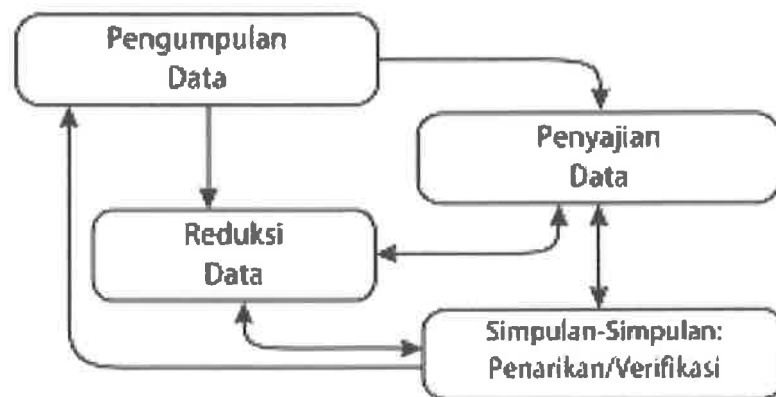 Pengumpulan
Data
Penyajian
Data
Reduksi
Data
Simpulan-Simpulan:
Penarikan/Verifikasi